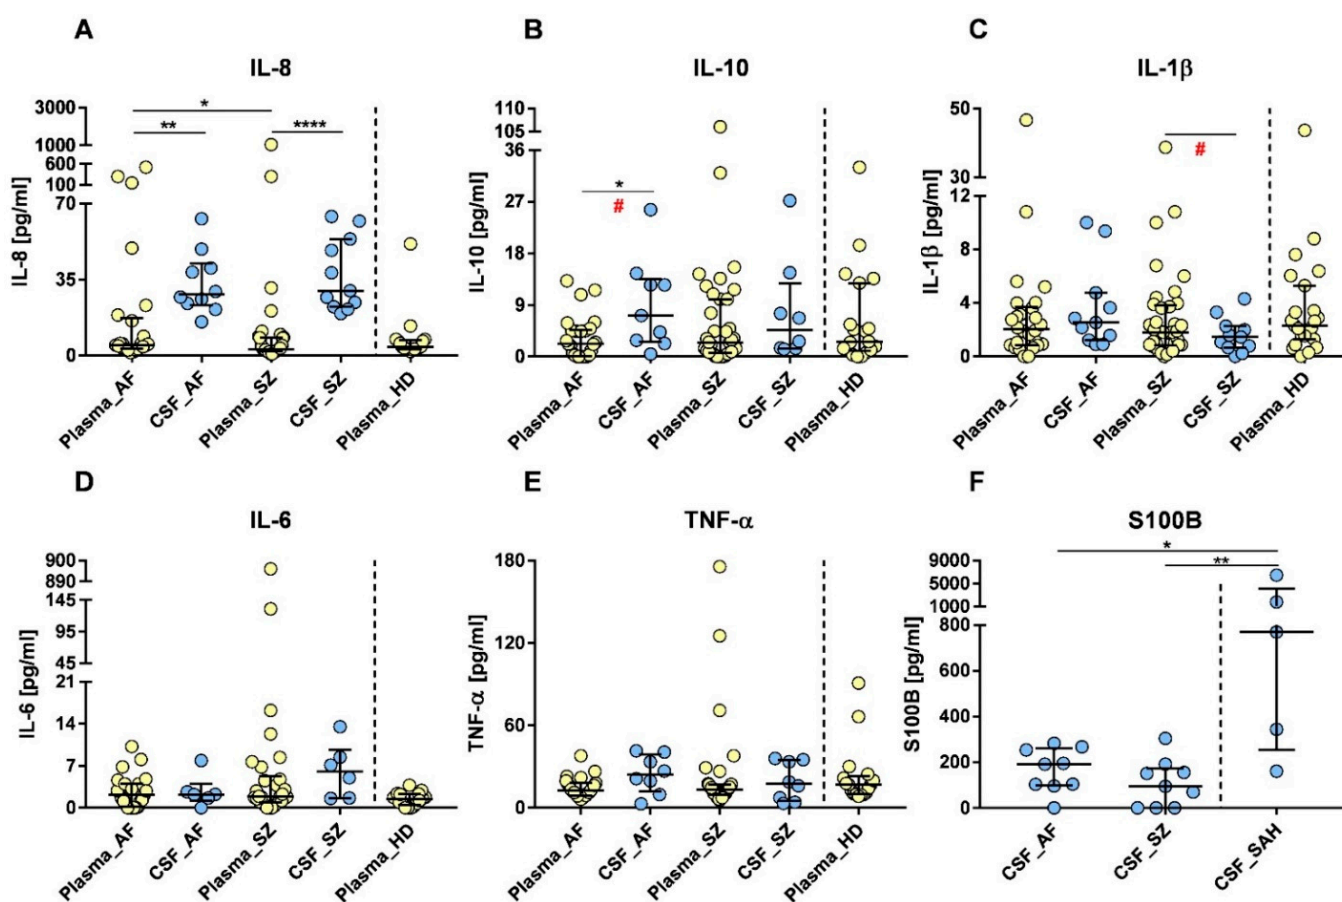 A
IL-8
IL-8 [pg/ml]
3000
1000
600
100
70
35
0
*
**
****
Plasma_AF
CSF_AF
Plasma_SZ
CSF_SZ
Plasma_HD
B
IL-10
IL-10 [pg/ml]
110
105
36
27
18
9
0
*
#
Plasma_AF
CSF_AF
Plasma_SZ
CSF_SZ
Plasma_HD
C
IL-1β
IL-1β [pg/ml]
50
30
12
8
4
0
#
Plasma_AF
CSF_AF
Plasma_SZ
CSF_SZ
Plasma_HD
D
IL-6
IL-6 [pg/ml]
900
890
145
95
45
21
14
7
0
Plasma_AF
CSF_AF
Plasma_SZ
CSF_SZ
Plasma_HD
E
TNF-α
TNF-α [pg/ml]
180
120
60
0
Plasma_AF
CSF_AF
Plasma_SZ
CSF_SZ
Plasma_HD
F
S100B
S100B [pg/ml]
9000
5000
1000
800
600
400
200
0
*
**
CSF_AF
CSF_SZ
CSF_SAH